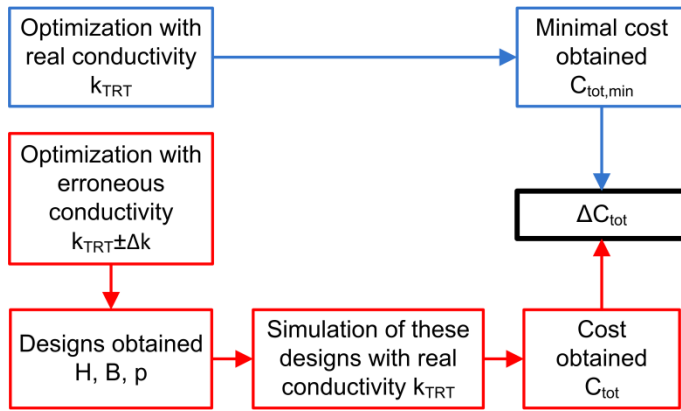 Optimization with
real conductivity
kTRT
Minimal cost
obtained
Ctot,min
Optimization with
erroneous
conductivity
kTRT±Δk
ΔCtot
Designs obtained
H, B, p
Simulation of these
designs with real
conductivity kTRT
Cost
obtained
Ctot